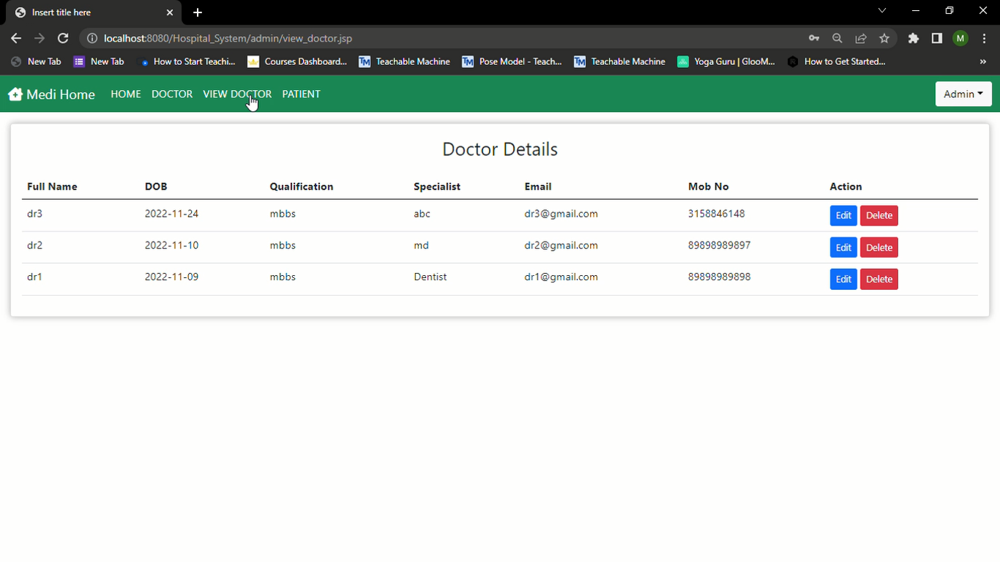 Insert title here
localhost:8080/Hospital_System/admin/view_doctor.jsp
M
New Tab New Tab How to Start Teachi... Courses Dashboard... Teachable Machine Pose Model - Teach... Teachable Machine Yoga Guru | GlooM... How to Get Started... »
Medi Home HOME DOCTOR VIEW DOCTOR PATIENT Admin
Doctor Details
Full Name DOB Qualification Specialist Email Mob No Action
dr3 2022-11-24 mbbs abc dr3@gmail.com 3158846148 Edit Delete
dr2 2022-11-10 mbbs md dr2@gmail.com 89898989897 Edit Delete
dr1 2022-11-09 mbbs Dentist dr1@gmail.com 89898989898 Edit Delete